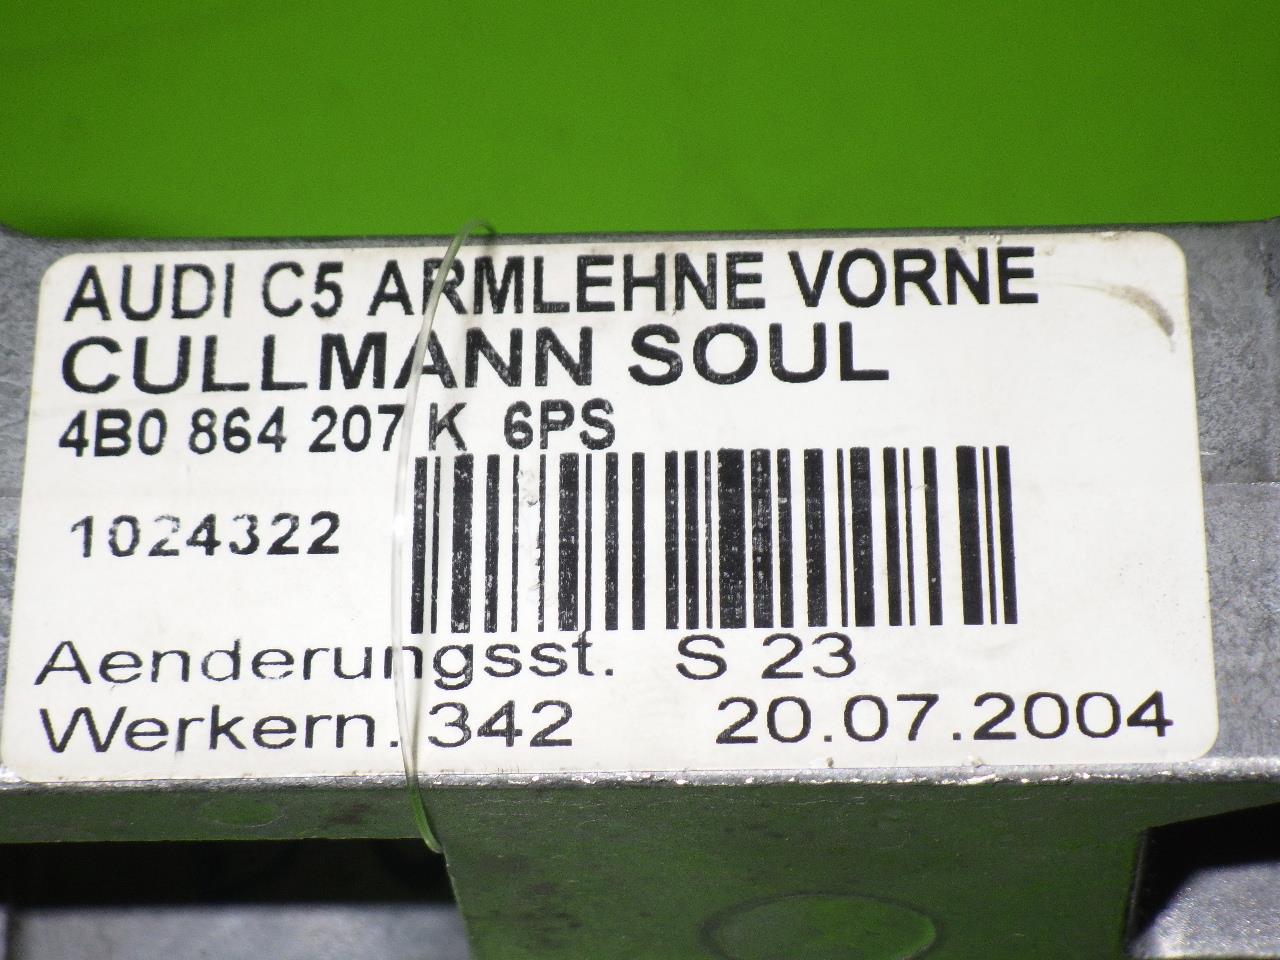 AUDI C5 ARMLEHNE VORNE
CULLMANN SOUL
4B0 864 207 K 6PS
1024322
Aenderungsst. S 23
Werkern. 342 20.07.2004